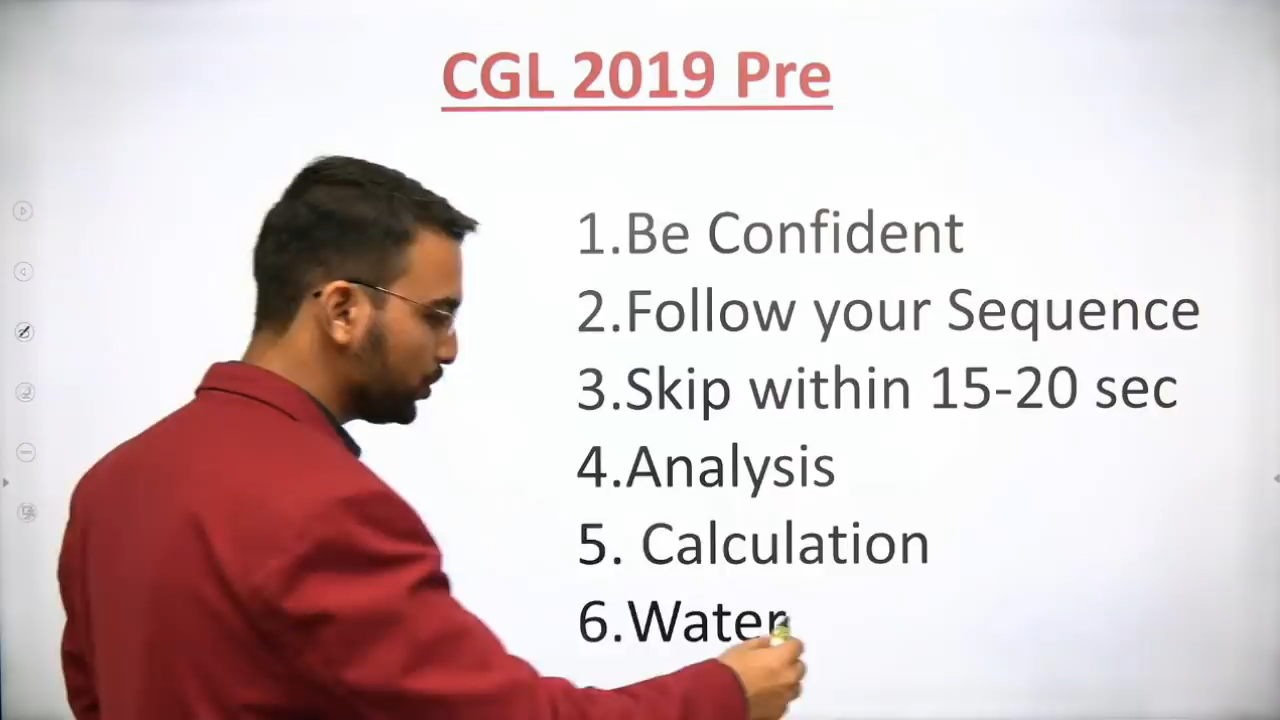 CGL 2019 Pre
1.Be Confident
2.Follow your Sequence
3.Skip within 15-20 sec
4.Analysis
5. Calculation
6.Water